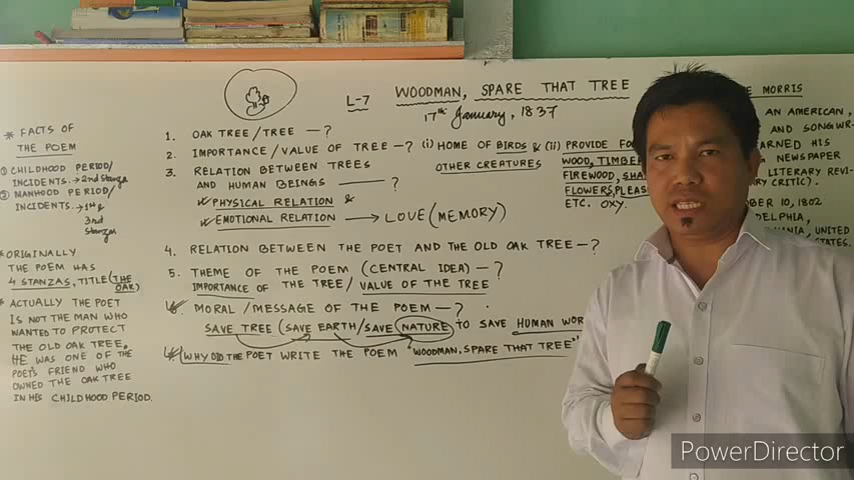 L-7 WOODMAN, SPARE THAT TREE
17th January, 1837
* FACTS OF
THE POEM
① CHILDHOOD PERIOD/
INCIDENTS. → 2nd stanza
② MANHOOD PERIOD/
INCIDENTS. → 1st &
3rd
stanzas
* ORIGINALLY
THE POEM HAS
4 STANZAS, TITLE (THE
OAK)
* ACTUALLY THE POET
IS NOT THE MAN WHO
WANTED TO PROTECT
THE OLD OAK TREE.
HE WAS ONE OF THE
POET'S FRIEND WHO
OWNED THE OAK TREE
IN HIS CHILDHOOD PERIOD.
1. OAK TREE/TREE —?
2. IMPORTANCE/VALUE OF TREE —? (i) HOME OF BIRDS &
OTHER CREATURES
(ii) PROVIDE
WOOD, TIMBE
FIREWOOD, SHA
FLOWERS, PLEAS
ETC. OXY.
3. RELATION BETWEEN TREES
AND HUMAN BEINGS —?
PHYSICAL RELATION &
EMOTIONAL RELATION → LOVE (MEMORY)
4. RELATION BETWEEN THE POET AND THE OLD OAK TREE —?
5. THEME OF THE POEM (CENTRAL IDEA) —?
IMPORTANCE OF THE TREE/ VALUE OF THE TREE
6. MORAL/MESSAGE OF THE POEM —?
SAVE TREE (SAVE EARTH/SAVE NATURE) TO SAVE HUMAN WOR
WHY DID THE POET WRITE THE POEM "WOODMAN, SPARE THAT TREE"
MORRIS
AN AMERICAN,
AND SONGWR-
EARNED HIS
NEWSPAPER
LITERARY REVI-
CRITIC).
BER 10, 1802
DELPHIA,
VANIA, UNITED
STATES.
PowerDirector